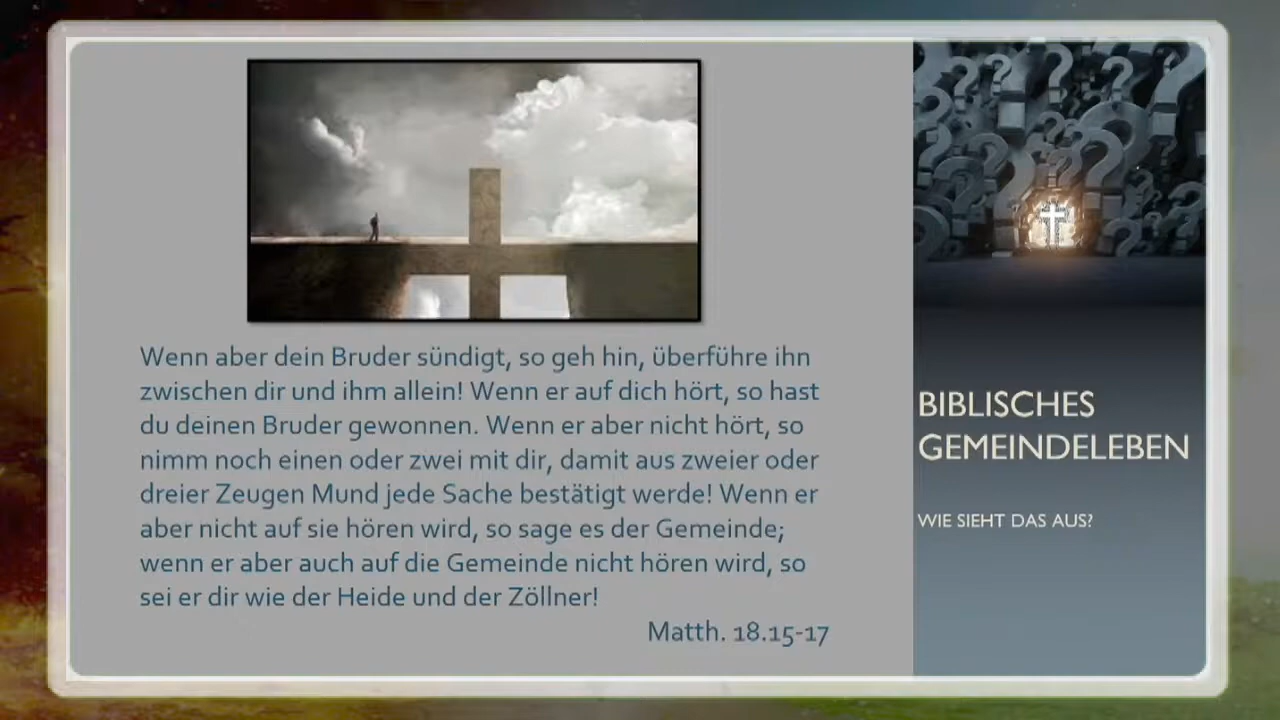 Wenn aber dein Bruder sündigt, so geh hin, überführe ihn
zwischen dir und ihm allein! Wenn er auf dich hört, so hast
du deinen Bruder gewonnen. Wenn er aber nicht hört, so
nimm noch einen oder zwei mit dir, damit aus zweier oder
dreier Zeugen Mund jede Sache bestätigt werde! Wenn er
aber nicht auf sie hören wird, so sage es der Gemeinde;
wenn er aber auch auf die Gemeinde nicht hören wird, so
sei er dir wie der Heide und der Zöllner!
Matth. 18.15-17
BIBLISCHES
GEMEINDELEBEN
WIE SIEHT DAS AUS?